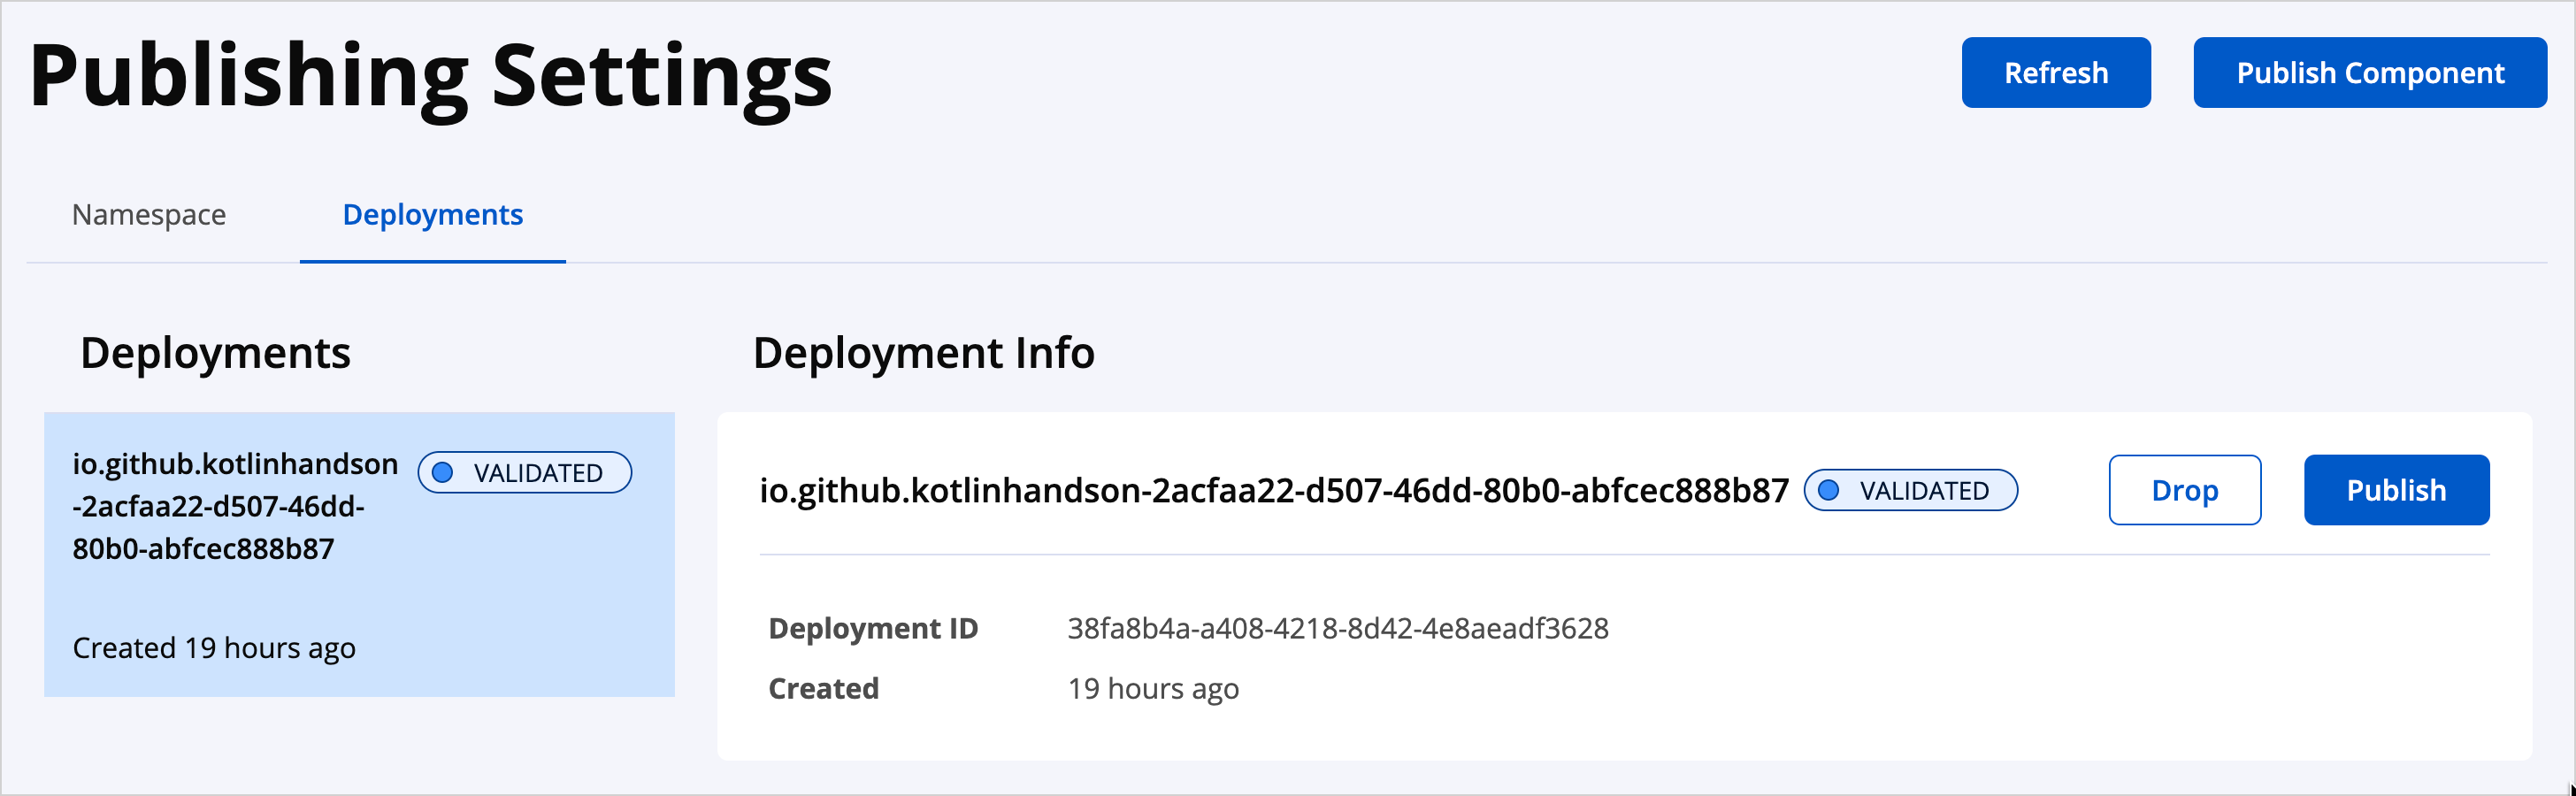 Publishing Settings
Refresh
Publish Component
Namespace
Deployments
Deployments
io.github.kotlinhandson
-2acfaa22-d507-46dd-
80b0-abfcec888b87
VALIDATED
Created 19 hours ago
Deployment Info
io.github.kotlinhandson-2acfaa22-d507-46dd-80b0-abfcec888b87
VALIDATED
Drop
Publish
Deployment ID
38fa8b4a-a408-4218-8d42-4e8aeadf3628
Created
19 hours ago